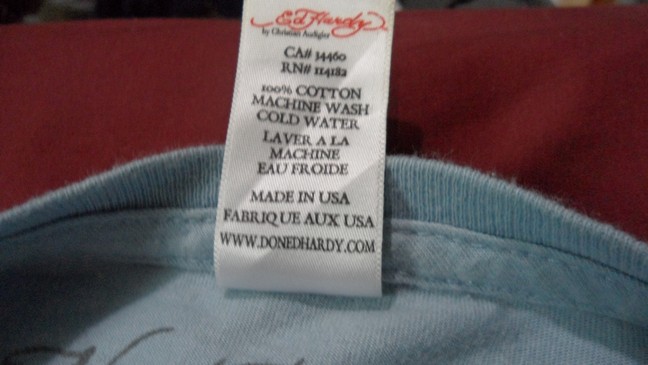 Ed Hardy
by Christian Audigier
CA# 34460
RN# 114182
100% COTTON
MACHINE WASH
COLD WATER
LAVER A LA
MACHINE
EAU FROIDE
MADE IN USA
FABRIQUE AUX USA
WWW.DONEDHARDY.COM